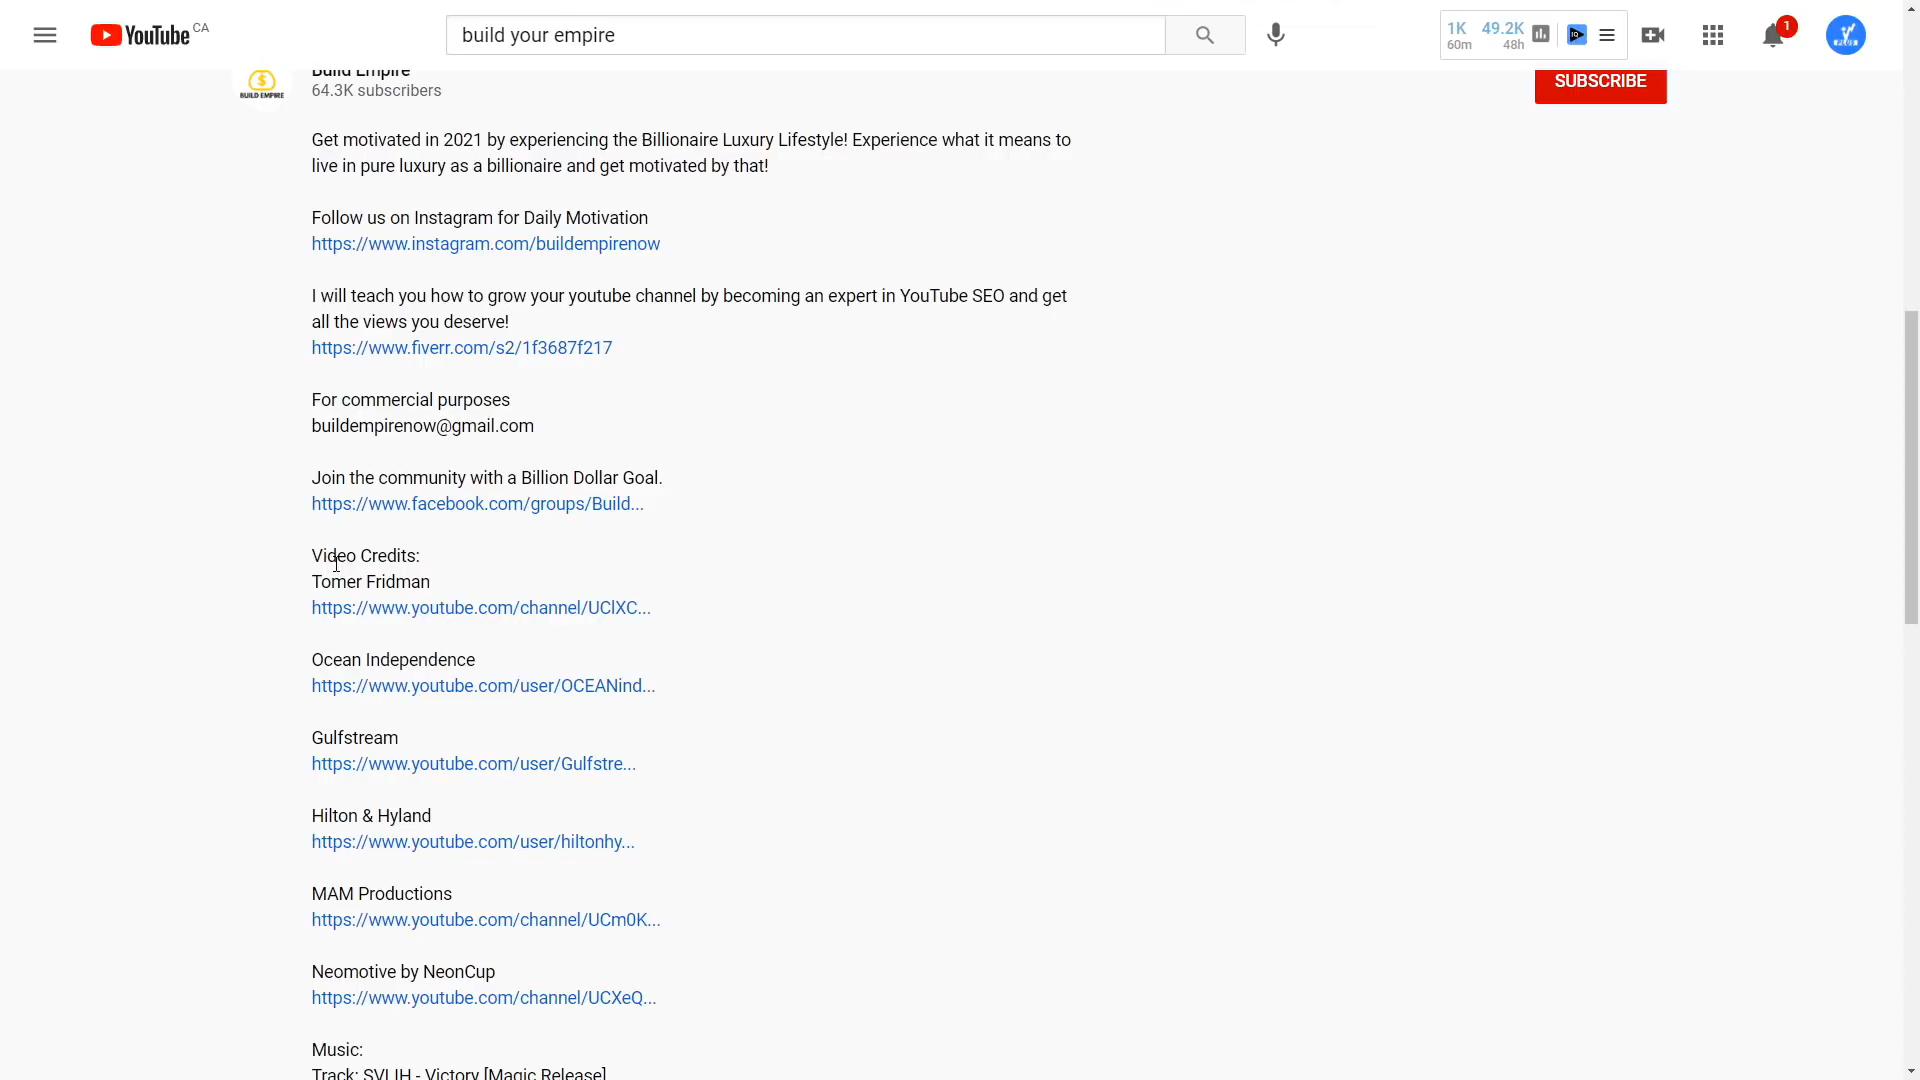 YouTube CA
build your empire
1K 49.2K
60m 48h
1
Build Empire
64.3K subscribers
SUBSCRIBE
BUILD EMPIRE
Get motivated in 2021 by experiencing the Billionaire Luxury Lifestyle! Experience what it means to
live in pure luxury as a billionaire and get motivated by that!
Follow us on Instagram for Daily Motivation
https://www.instagram.com/buildempirenow
I will teach you how to grow your youtube channel by becoming an expert in YouTube SEO and get
all the views you deserve!
https://www.fiverr.com/s2/1f3687f217
For commercial purposes
buildempirenow@gmail.com
Join the community with a Billion Dollar Goal.
https://www.facebook.com/groups/Build...
Video Credits:
Tomer Fridman
https://www.youtube.com/channel/UClXC...
Ocean Independence
https://www.youtube.com/user/OCEANind...
Gulfstream
https://www.youtube.com/user/Gulfstre...
Hilton & Hyland
https://www.youtube.com/user/hiltonhy...
MAM Productions
https://www.youtube.com/channel/UCm0K...
Neomotive by NeonCup
https://www.youtube.com/channel/UCXeQ...
Music:
Track: SVLIH - Victory [Magic Release]